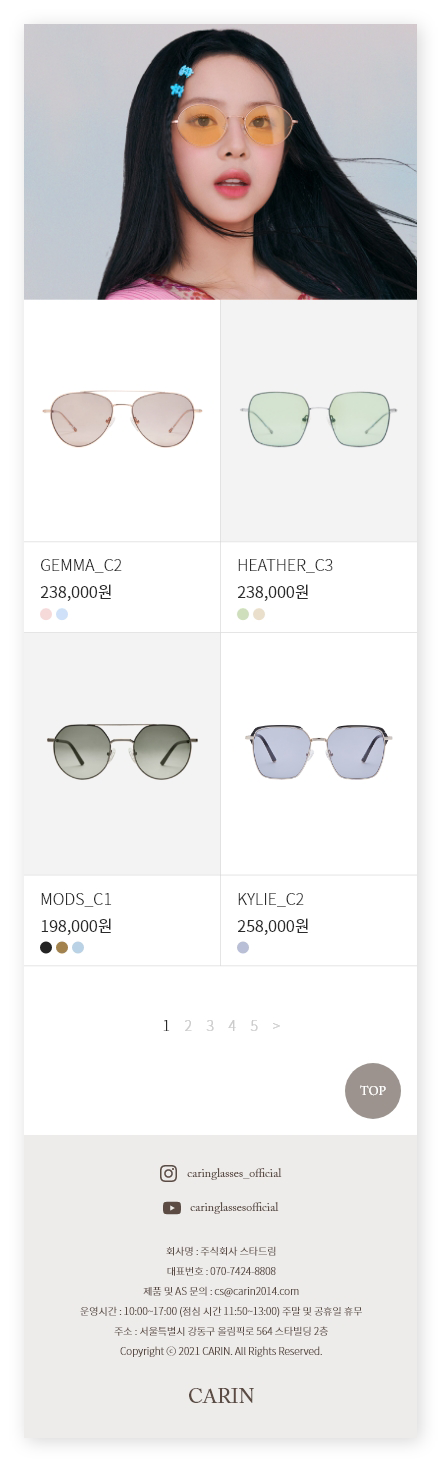 GEMMA_C2
238,000원
HEATHER_C3
238,000원
MODS_C1
198,000원
KYLIE_C2
258,000원
1 2 3 4 5 >
TOP
caringlasses_official
caringlassesofficial
회사명 : 주식회사 스타드림
대표번호 : 070-7424-8808
제품 및 AS 문의 : cs@carin2014.com
운영시간 : 10:00~17:00 (점심 시간 11:50~13:00) 주말 및 공휴일 휴무
주소 : 서울특별시 강동구 올림픽로 564 스타빌딩 2층
Copyright ⓒ 2021 CARIN. All Rights Reserved.
CARIN